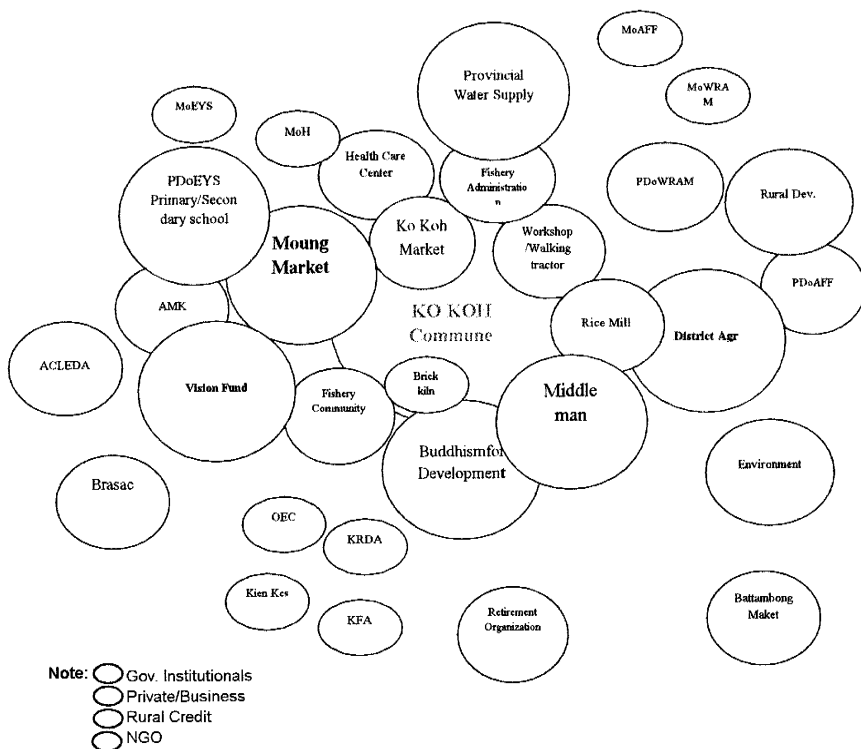 MoAFF
MoEYS
MoH
Provincial
Water Supply
MoWRA
M
Health Care
Center
Fishery
Administratio
n
PDoWRAM
Rural Dev.
PDoEYS
Primary/Secon
dary school
Moung
Market
Ko Koh
Market
Workshop
/Walking
tractor
PDoAFF
AMK
KO KOH
Commune
Rice Mill
District Agr
ACLEDA
Vision Fund
Fishery
Community
Brick
kiln
Middle
man
Buddhismfor
Development
Environment
Brasac
OEC
KRDA
Kien Kes
KFA
Retirement
Organization
Battambong
Maket
Note: Gov. Institutionals
Private/Business
Rural Credit
NGO